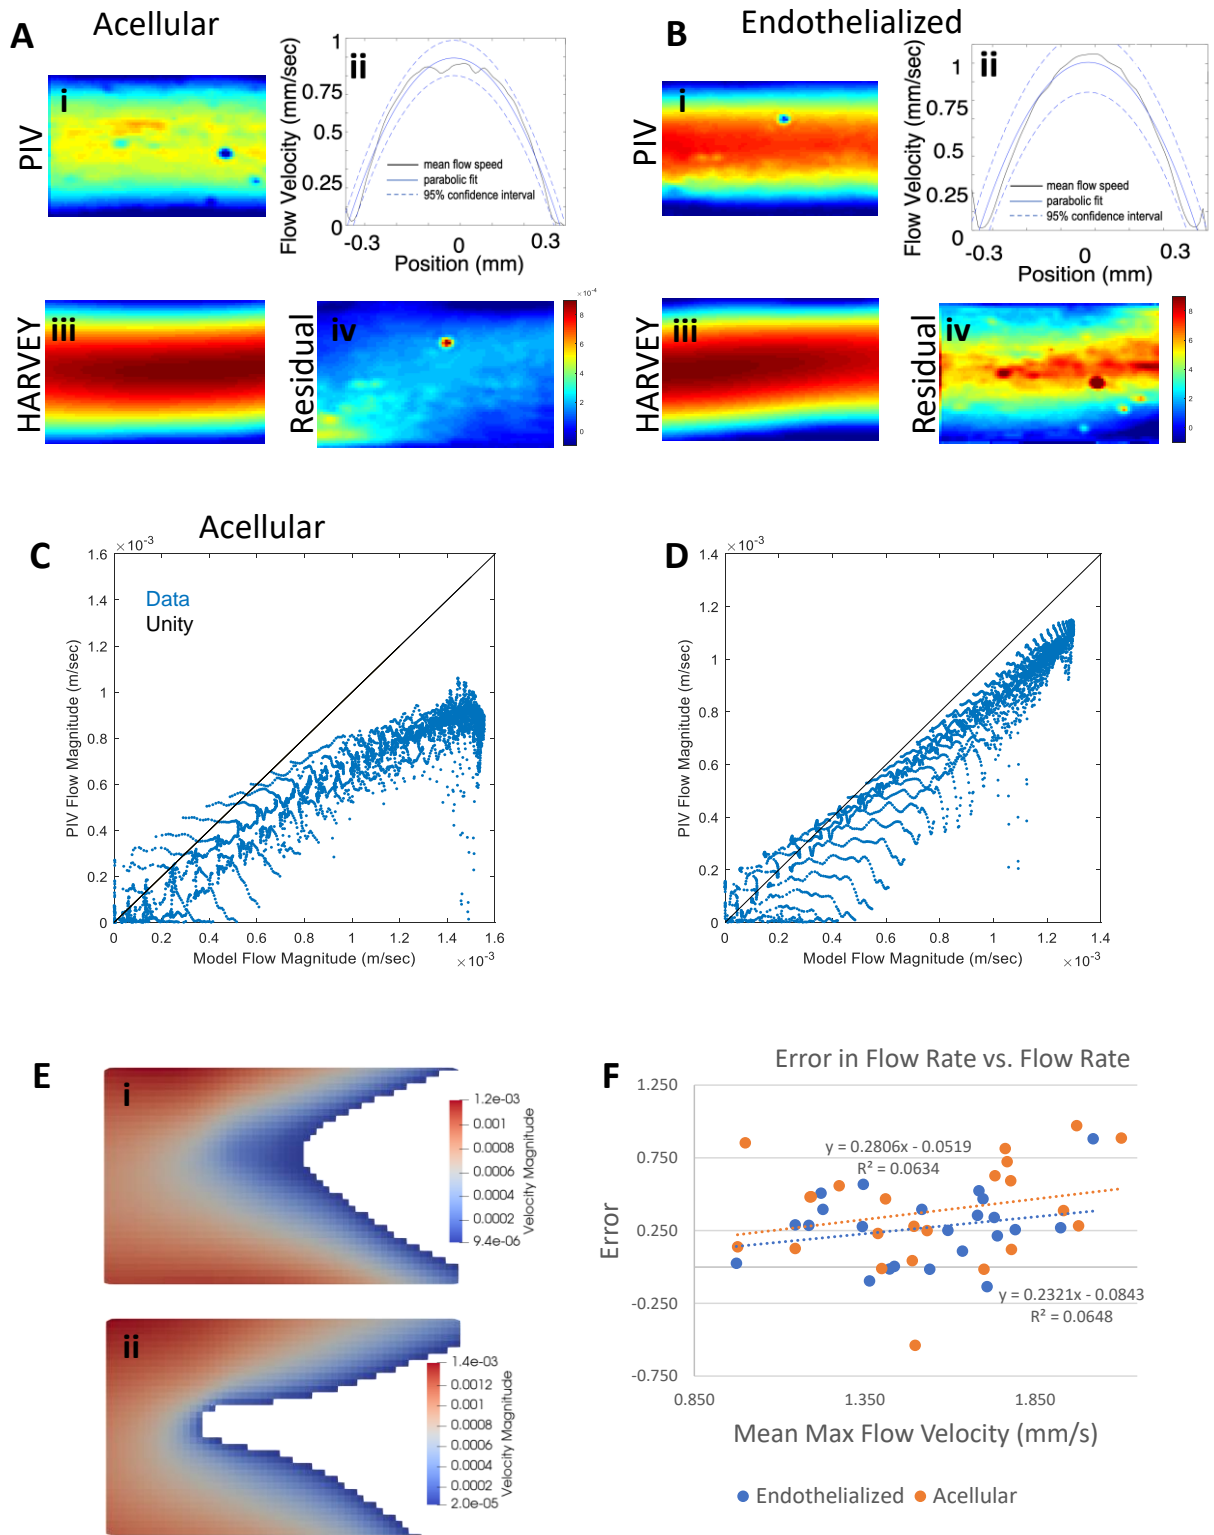 A
Acellular
i
PIV
ii
Flow Velocity (mm/sec)
1
0.75
0.5
0.25
0
mean flow speed
parabolic fit
95% confidence interval
-0.3
0
0.3
Position (mm)
iii
HARVEY
iv
Residual
×10⁻⁴
8
6
4
2
0
B
Endothelialized
i
PIV
ii
Flow Velocity (mm/sec)
1
0.75
0.5
0.25
0
mean flow speed
parabolic fit
95% confidence interval
-0.3
0
0.3
Position (mm)
iii
HARVEY
iv
Residual
8
6
4
2
0
C
Acellular
×10⁻³
1.6
1.4
1.2
1
0.8
0.6
0.4
0.2
0
PIV Flow Magnitude (m/sec)
Data
Unity
0 0.2 0.4 0.6 0.8 1 1.2 1.4 1.6
Model Flow Magnitude (m/sec)
×10⁻³
D
×10⁻³
1.4
1.2
1
0.8
0.6
0.4
0.2
0
PIV Flow Magnitude (m/sec)
0 0.2 0.4 0.6 0.8 1 1.2 1.4
Model Flow Magnitude (m/sec)
×10⁻³
E
i
1.2e-03
0.001
0.0008
0.0006
0.0004
0.0002
9.4e-06
Velocity Magnitude
ii
1.4e-03
0.0012
0.001
0.0008
0.0006
0.0004
0.0002
2.0e-05
Velocity Magnitude
F
Error in Flow Rate vs. Flow Rate
1.250
0.750
0.250
-0.250
-0.750
Error
y = 0.2806x - 0.0519
R² = 0.0634
y = 0.2321x - 0.0843
R² = 0.0648
0.850 1.350 1.850
Mean Max Flow Velocity (mm/s)
Endothelialized
Acellular